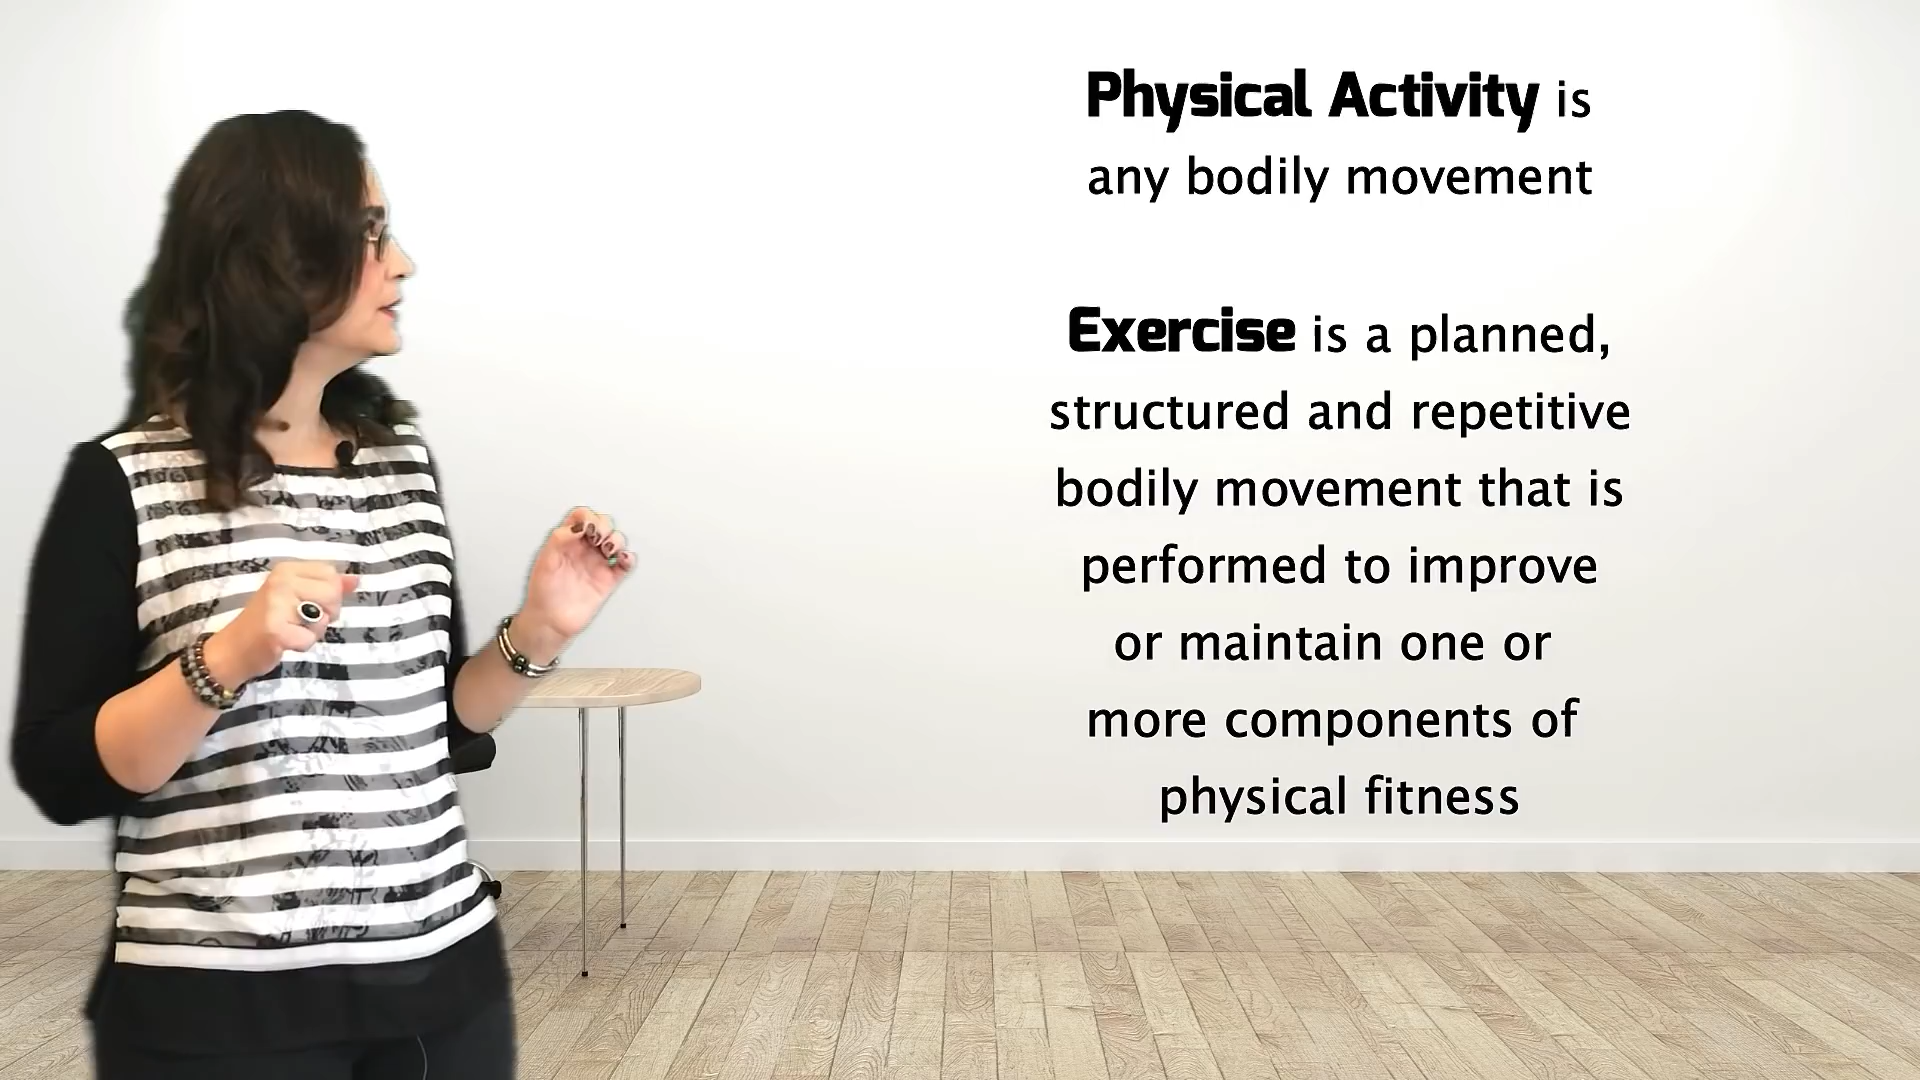 Physical Activity is
any bodily movement
Exercise is a planned,
structured and repetitive
bodily movement that is
performed to improve
or maintain one or
more components of
physical fitness